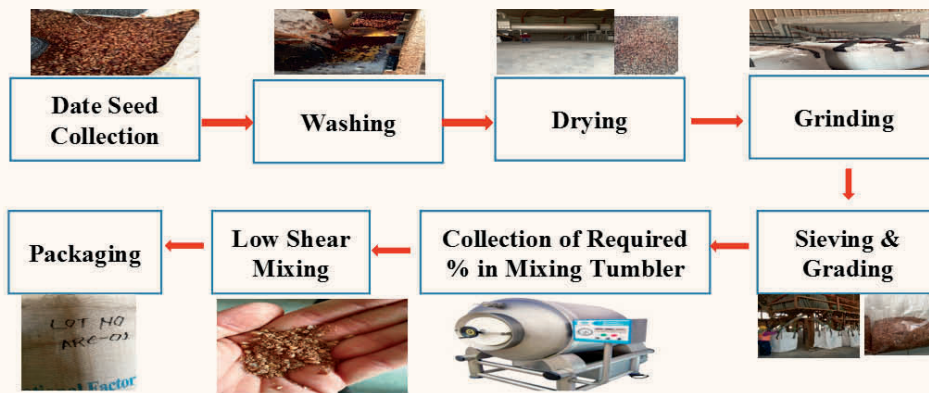 Date Seed
Collection
Washing
Drying
Grinding
Sieving &
Grading
Collection of Required
% in Mixing Tumbler
Low Shear
Mixing
Packaging
LOT NO
ARC-01
Factor